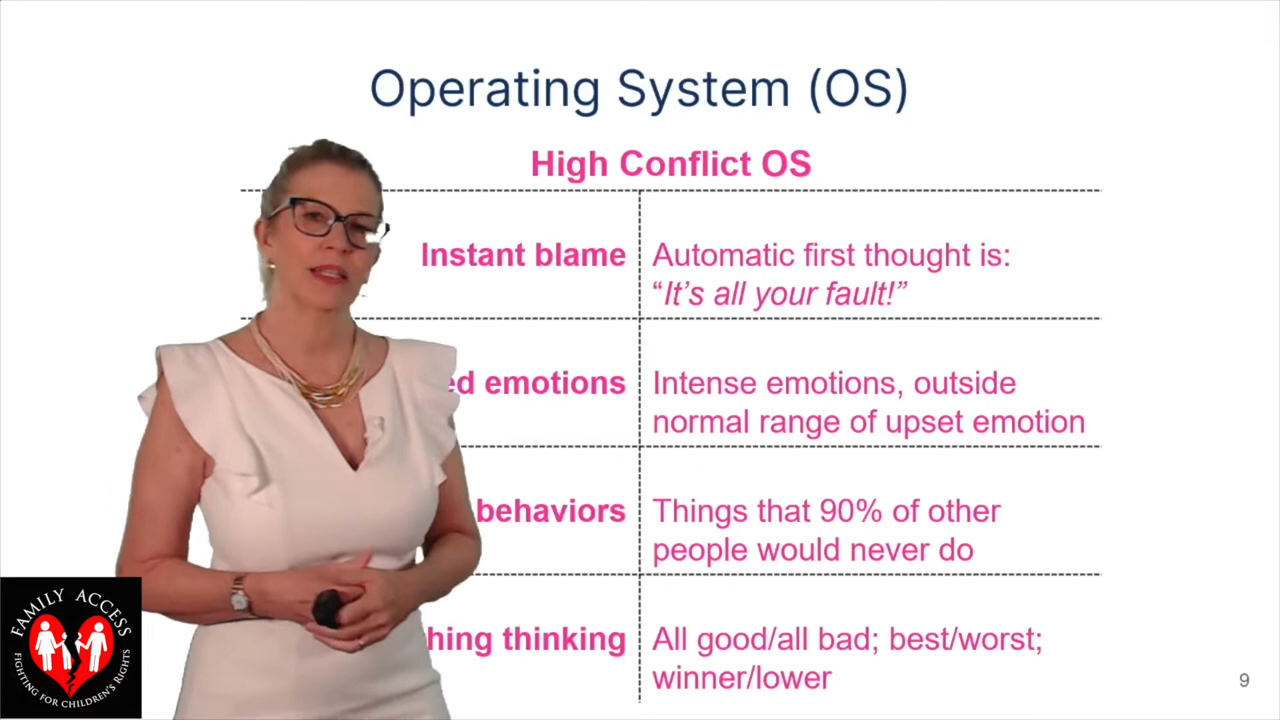 Operating System (OS)
High Conflict OS
Instant blame
Automatic first thought is:
“It’s all your fault!”
emotions
Intense emotions, outside
normal range of upset emotion
behaviors
Things that 90% of other
people would never do
thinking
All good/all bad; best/worst;
winner/lower
FAMILY ACCESS
FIGHTING FOR CHILDREN'S RIGHTS
9